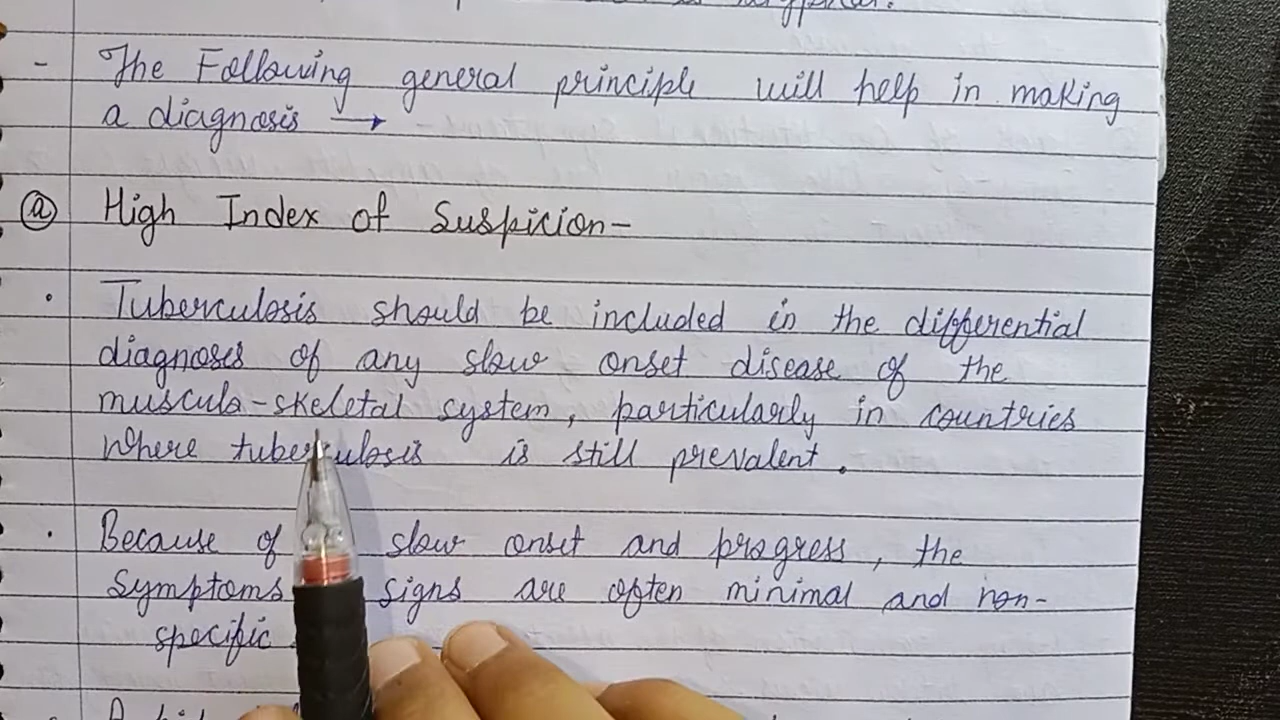 - The Following general principle will help in making
a diagnosis →
ⓐ High Index of Suspicion-
• Tuberculosis should be included in the differential
diagnosis of any slow onset disease of the
musculo-skeletal system, particularly in countries
where tuberculosis is still prevalent.
• Because of slow onset and progress, the
symptoms signs are often minimal and non-
specific